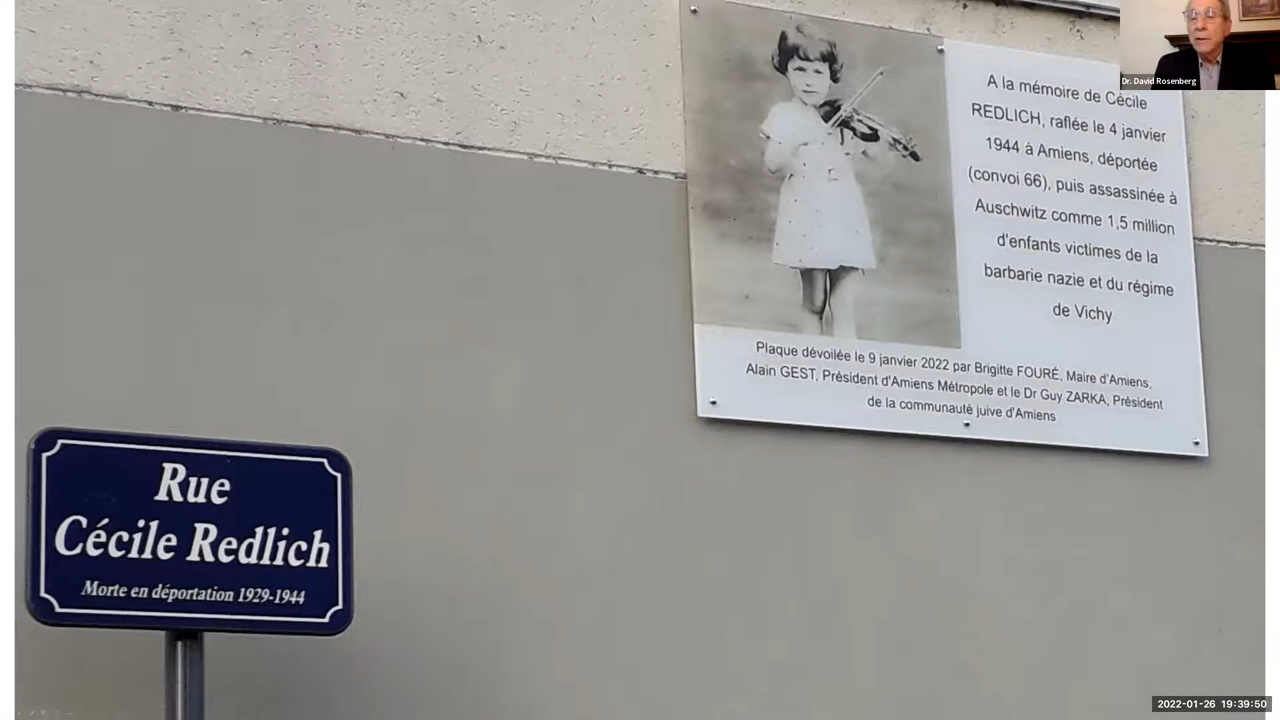 A la mémoire de Cécile
REDLICH, raflée le 4 janvier
1944 à Amiens, déportée
(convoi 66), puis assassinée à
Auschwitz comme 1,5 million
d'enfants victimes de la
barbarie nazie et du régime
de Vichy
Plaque dévoilée le 9 janvier 2022 par Brigitte FOURÉ, Maire d'Amiens,
Alain GEST, Président d'Amiens Métropole et le Dr Guy ZARKA, Président
de la communauté juive d'Amiens
Rue
Cécile Redlich
Morte en déportation 1929-1944
Dr. David Rosenberg
2022-01-26 19:39:50